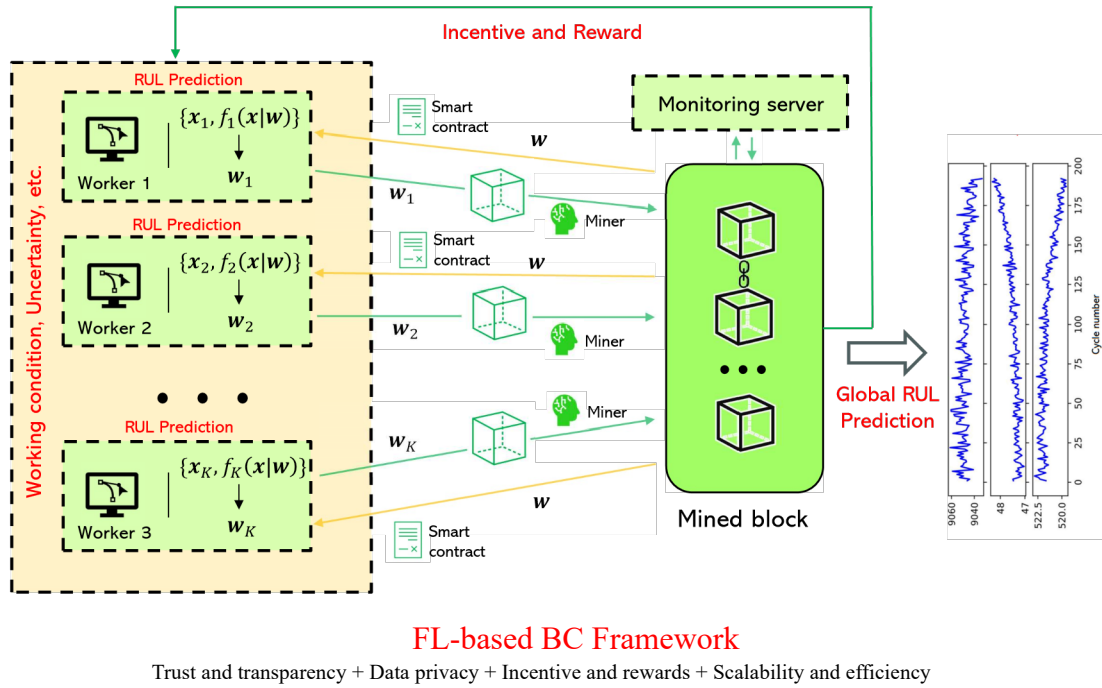 Incentive and Reward
Working condition, Uncertainty, etc.
RUL Prediction
{x₁, f₁(x|w)}
w₁
Worker 1
RUL Prediction
{x₂, f₂(x|w)}
w₂
Worker 2
• • •
RUL Prediction
{x_K, f_K(x|w)}
w_K
Worker 3
Smart
contract
w
w₁
Miner
Smart
contract
w
w₂
Miner
Miner
w_K
w
Smart
contract
Monitoring server
• • •
Mined block
Global RUL
Prediction
200
175
150
125
100
75
50
25
0
Cycle number
9060
9040
48
47
522.5
520.0
FL-based BC Framework
Trust and transparency + Data privacy + Incentive and rewards + Scalability and efficiency